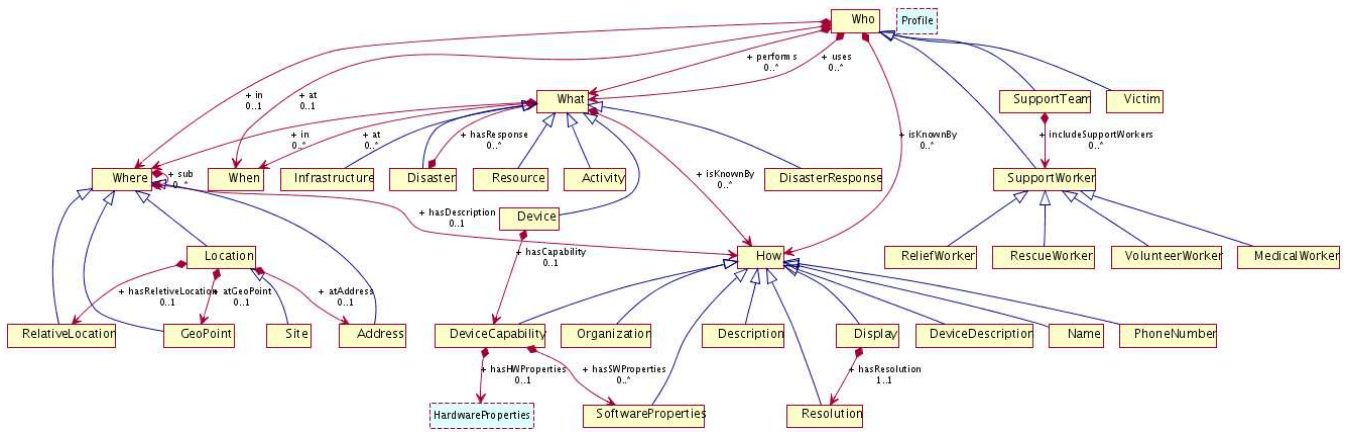 Who
Profile
+ performs
0..*
+ uses
0..*
+ in
0..1
+ at
0..1
What
SupportTeam
Victim
+ in
0..*
+ at
0..*
+ hasResponse
0..*
+ isKnownBy
0..*
+ includeSupportWorkers
0..*
Where
+ sub
0..*
When
Infrastructure
Disaster
Resource
Activity
+ isKnownBy
0..*
DisasterResponse
SupportWorker
+ hasDescription
0..1
Device
+ hasCapability
0..1
Location
How
ReliefWorker
RescueWorker
VolunteerWorker
MedicalWorker
+ hasReletiveLocation
0..1
+ atGeoPoint
0..1
+ atAddress
0..1
RelativeLocation
GeoPoint
Site
Address
DeviceCapability
Organization
Description
Display
DeviceDescription
Name
PhoneNumber
+ hasHWProperties
0..1
+ hasSWProperties
0..*
+ hasResolution
1..1
HardwareProperties
SoftwareProperties
Resolution